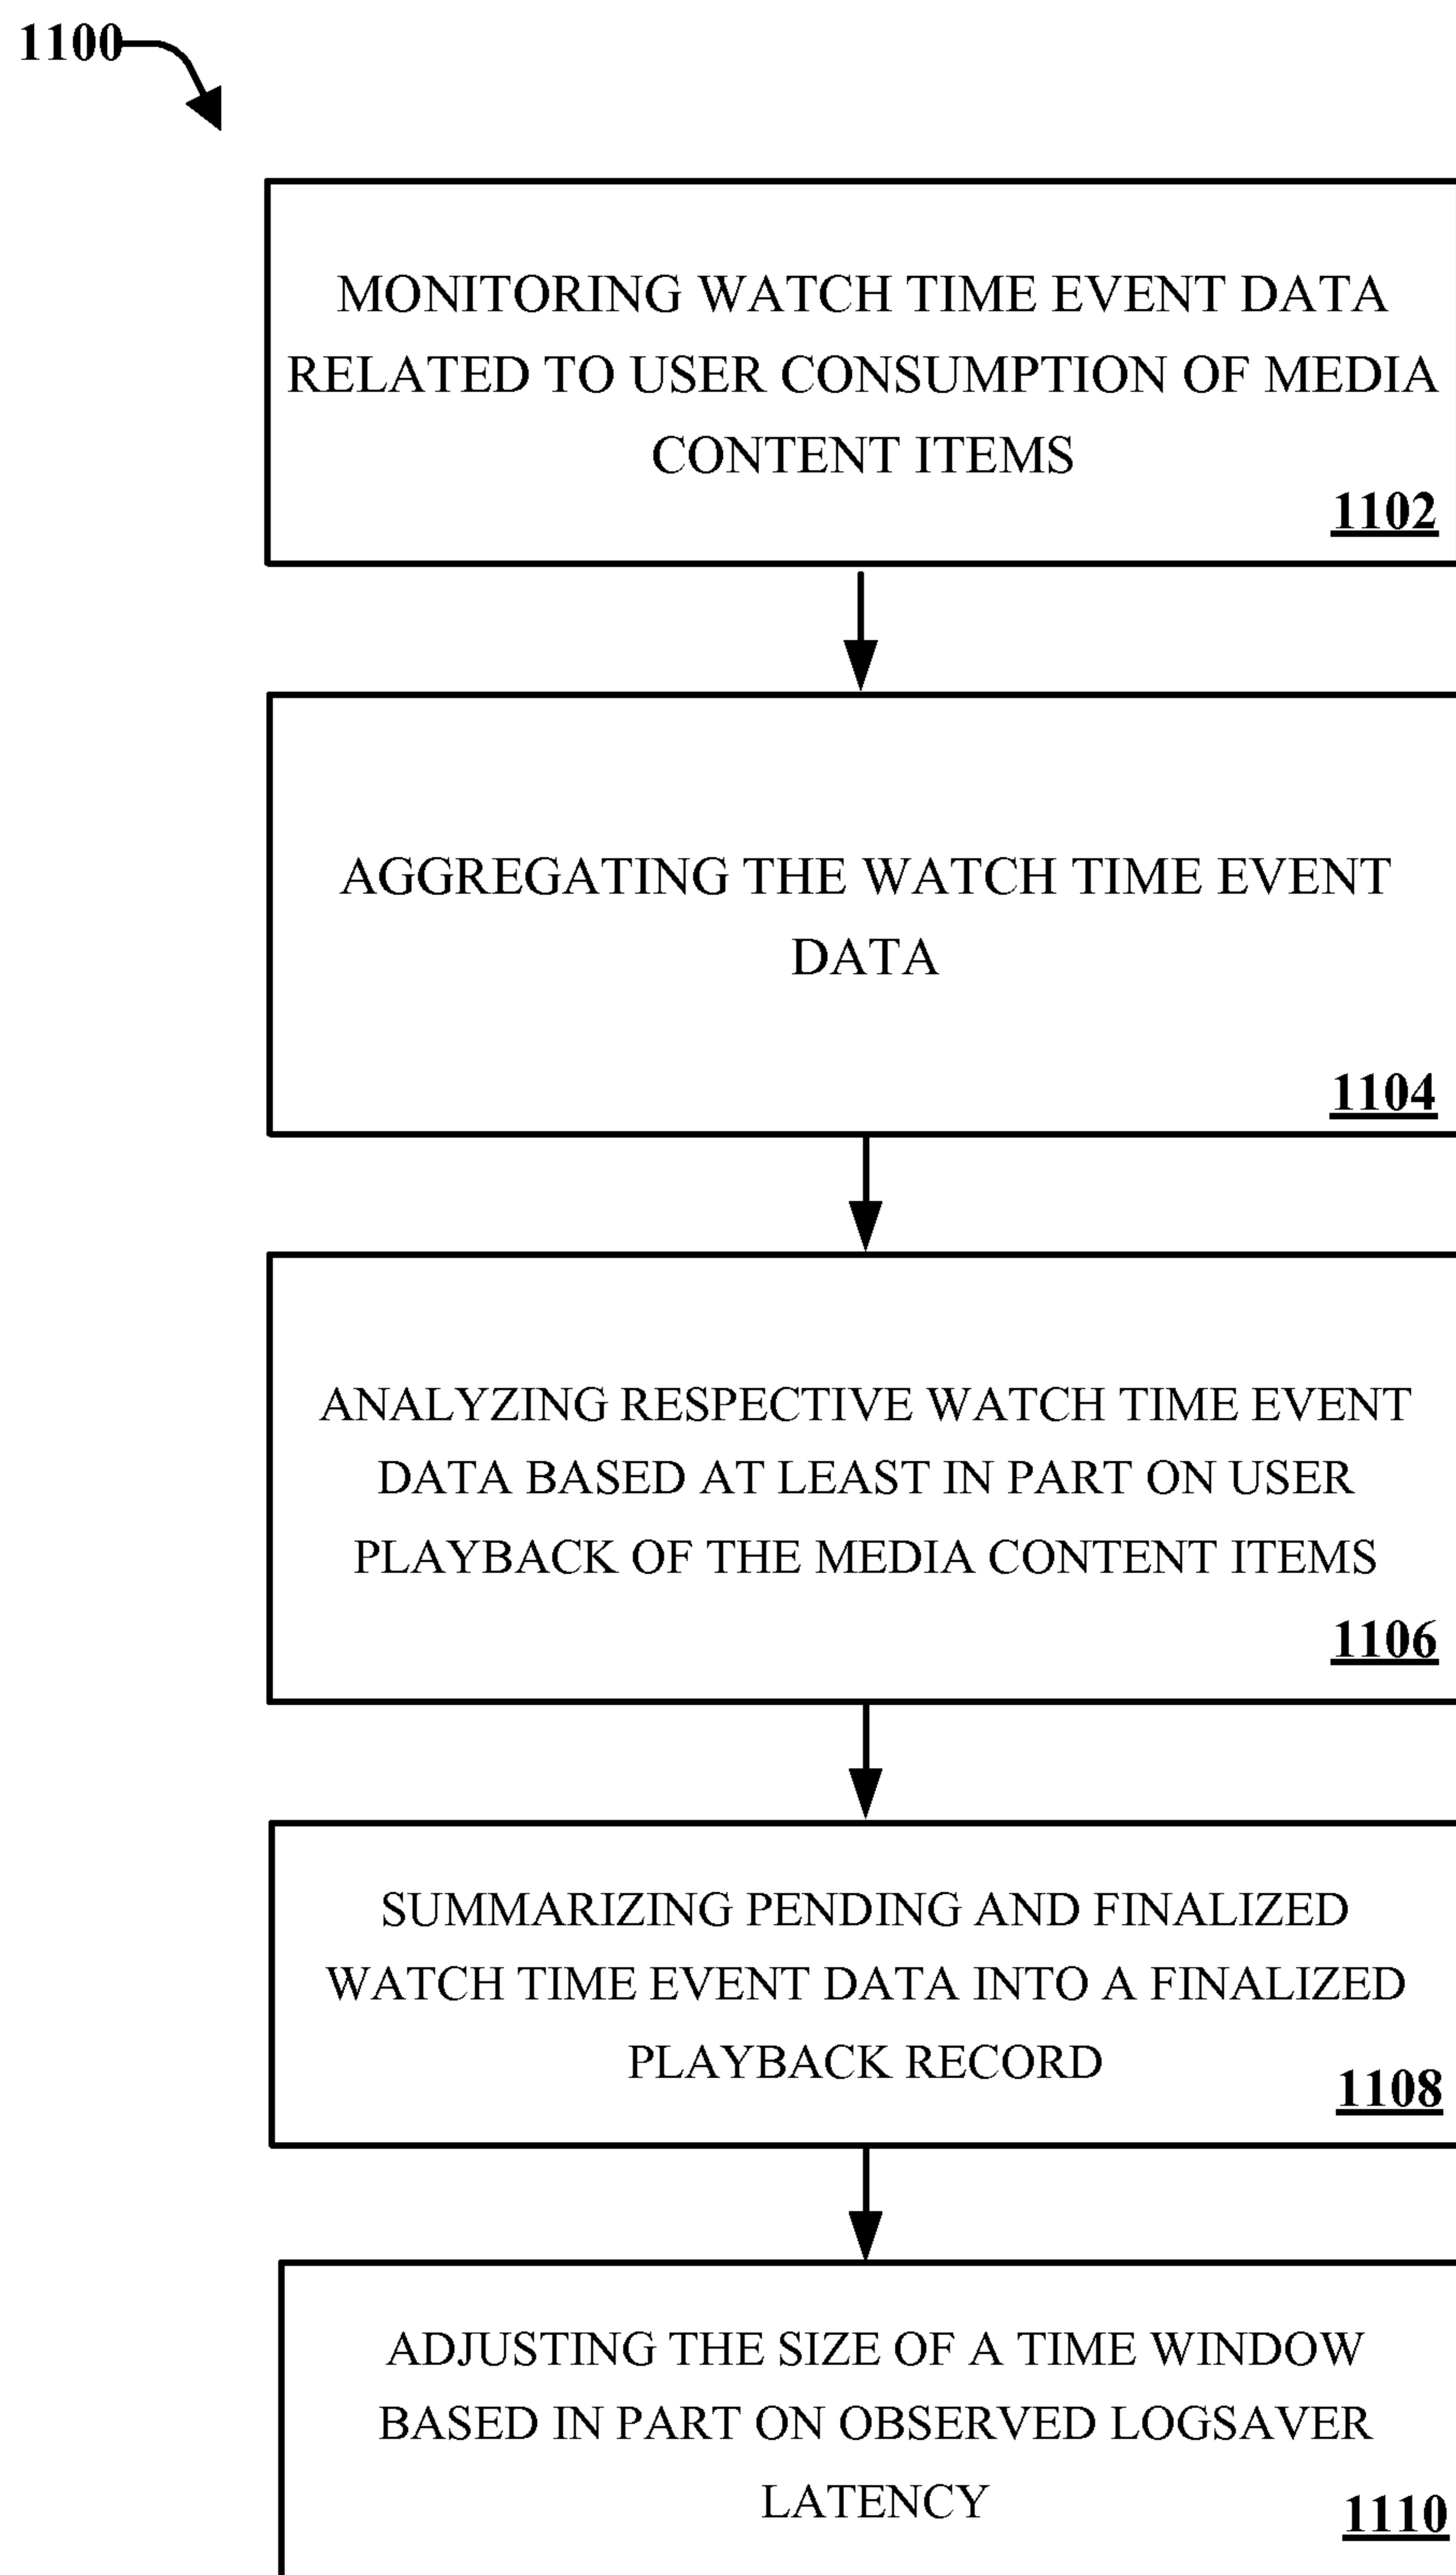 1100
MONITORING WATCH TIME EVENT DATA
RELATED TO USER CONSUMPTION OF MEDIA
CONTENT ITEMS
1102
AGGREGATING THE WATCH TIME EVENT
DATA
1104
ANALYZING RESPECTIVE WATCH TIME EVENT
DATA BASED AT LEAST IN PART ON USER
PLAYBACK OF THE MEDIA CONTENT ITEMS
1106
SUMMARIZING PENDING AND FINALIZED
WATCH TIME EVENT DATA INTO A FINALIZED
PLAYBACK RECORD
1108
ADJUSTING THE SIZE OF A TIME WINDOW
BASED IN PART ON OBSERVED LOGSAVER
LATENCY
1110